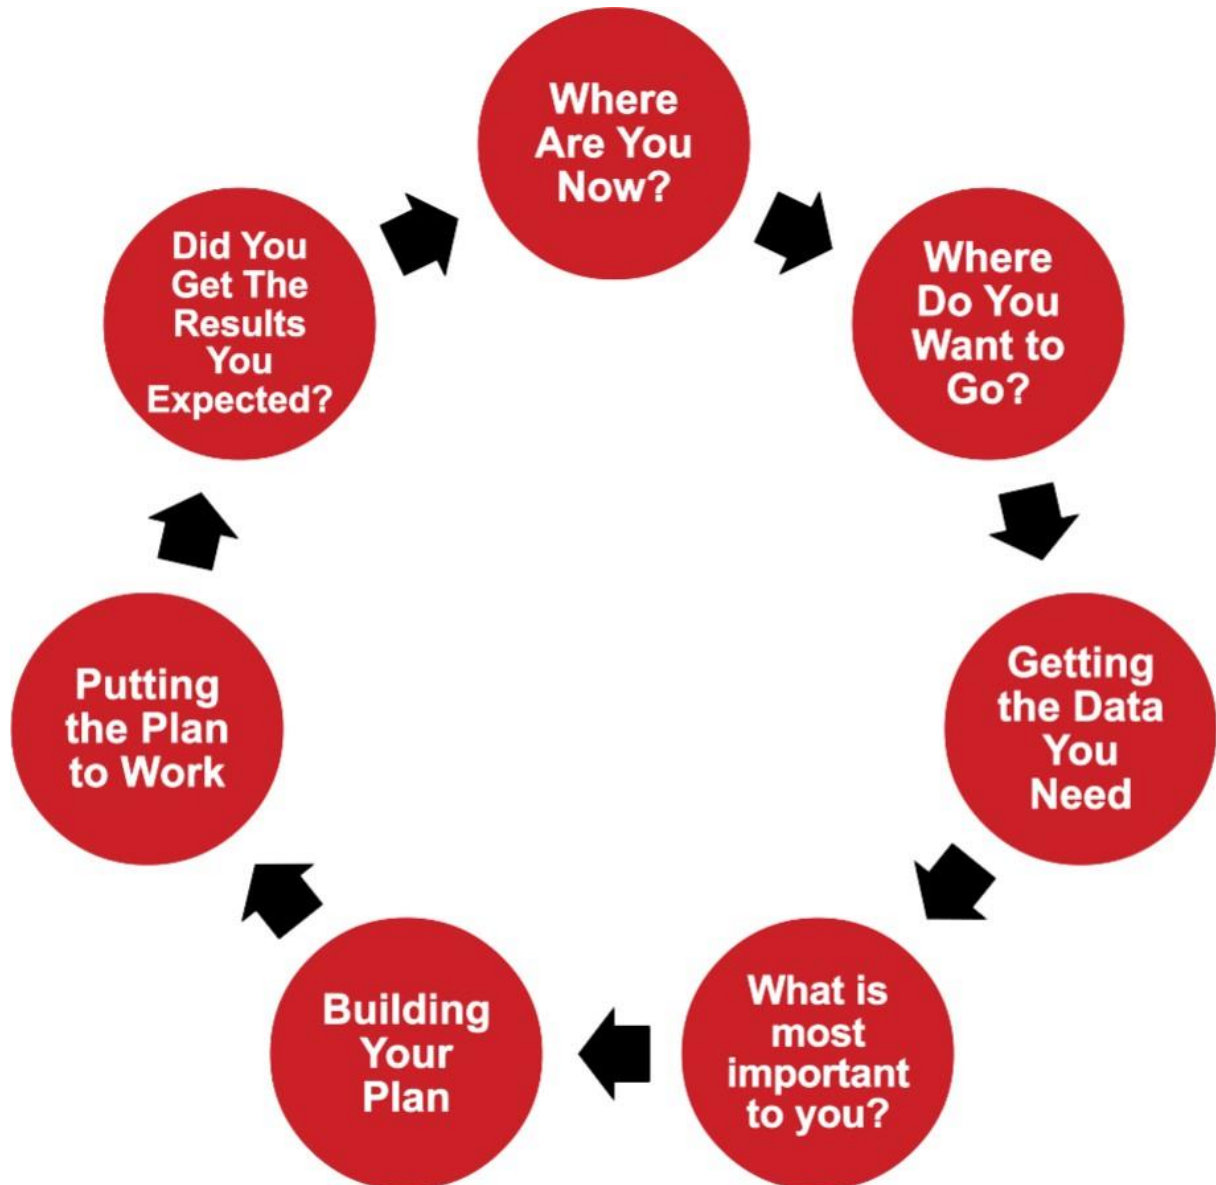 Where
Are You
Now?
Where
Do You
Want to
Go?
Getting
the Data
You
Need
What is
most
important
to you?
Building
Your
Plan
Putting
the Plan
to Work
Did You
Get The
Results
You
Expected?